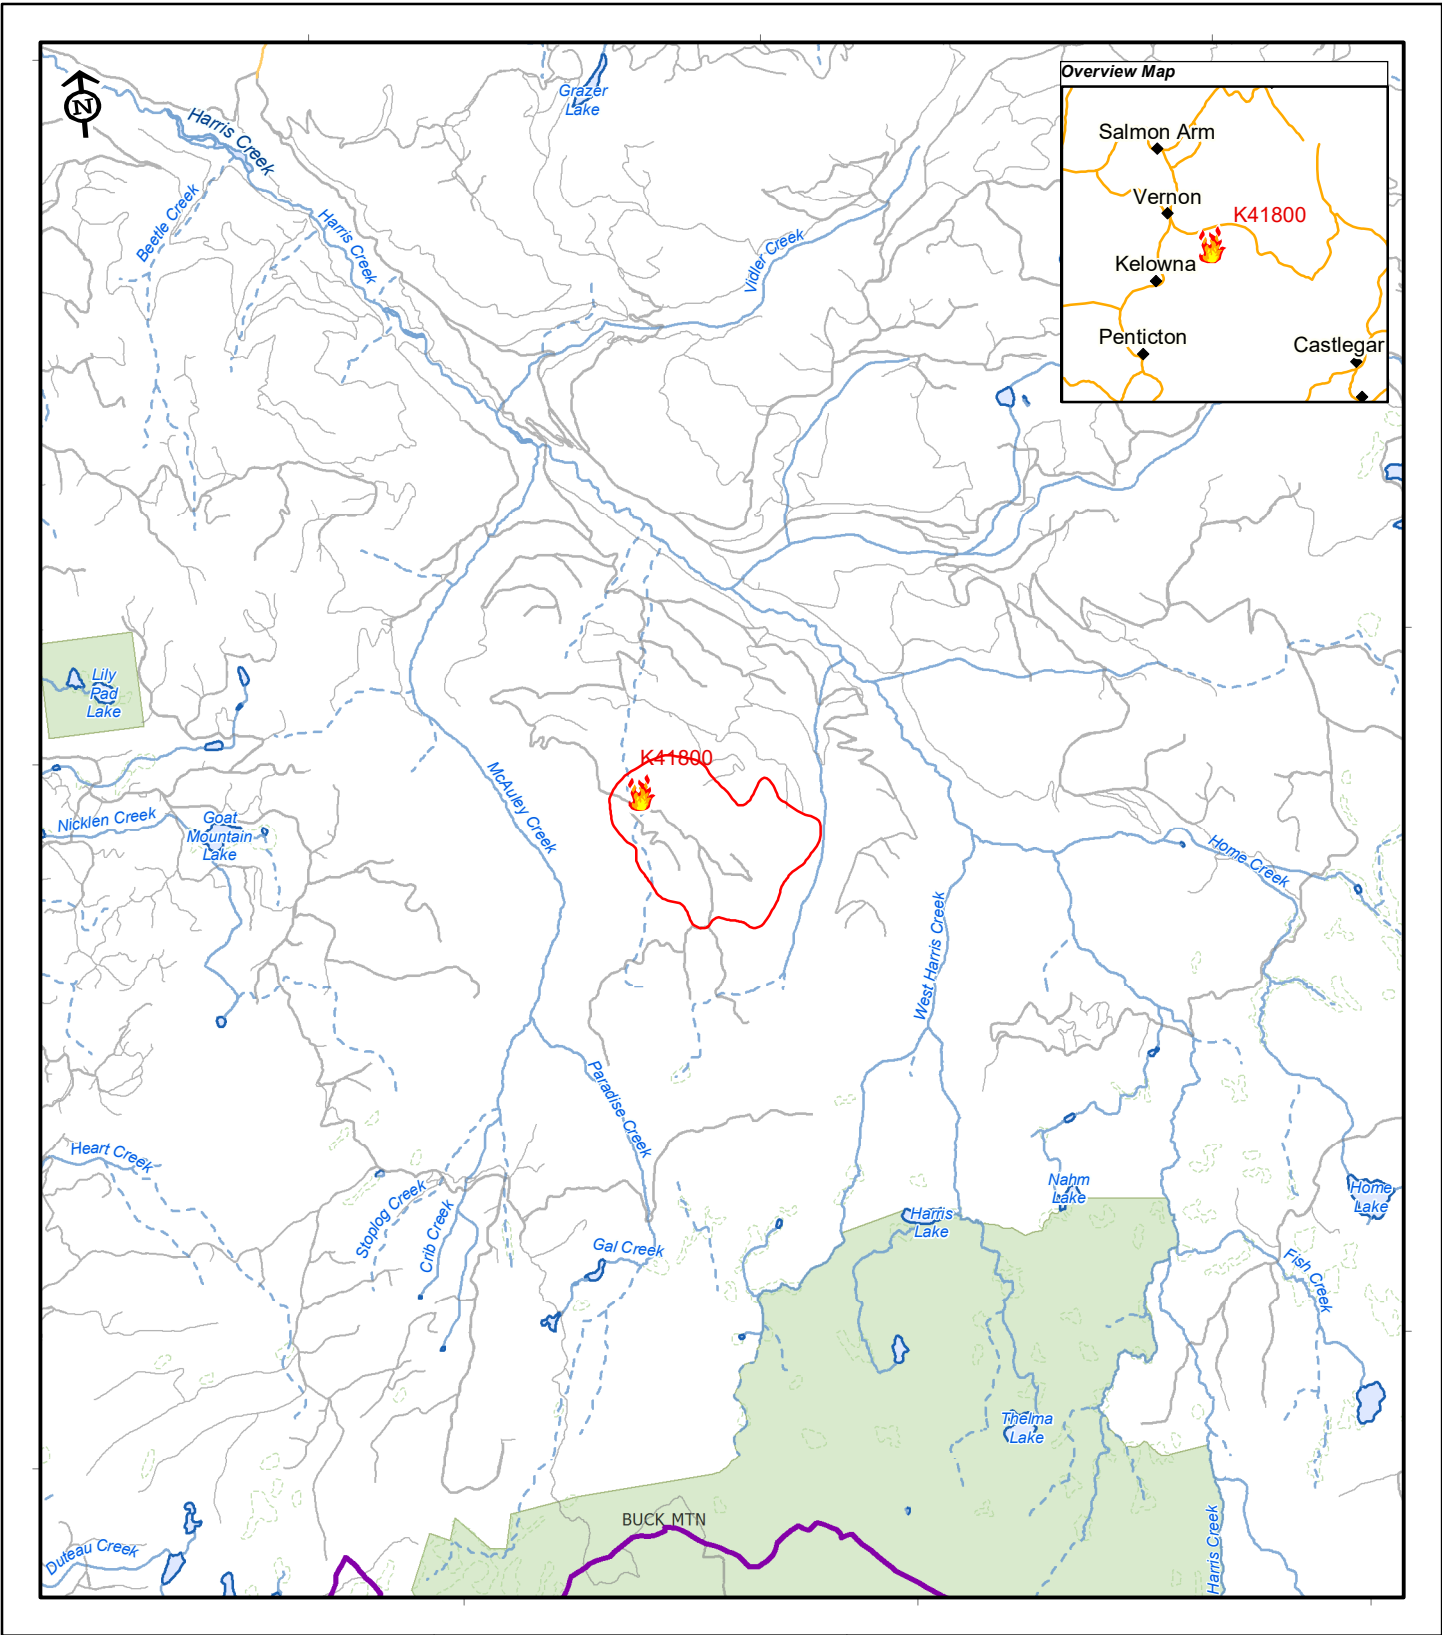 Overview Map
N
Salmon Arm
Vernon
K41800
Kelowna
Penticton
Castlegar
Grazer
Lake
Harris Creek
Beetle Creek
Harris Creek
Vidler Creek
Lily
Pad
Lake
K41800
McAuley Creek
Nicklen Creek
Goat
Mountain
Lake
Home Creek
West Harris Creek
Paradise Creek
Heart Creek
Stoplog Creek
Crib Creek
Gal Creek
Nahm
Lake
Harris
Lake
Home
Lake
Fish Creek
Thelma
Lake
BUCK MTN
Duteau Creek
Harris Creek